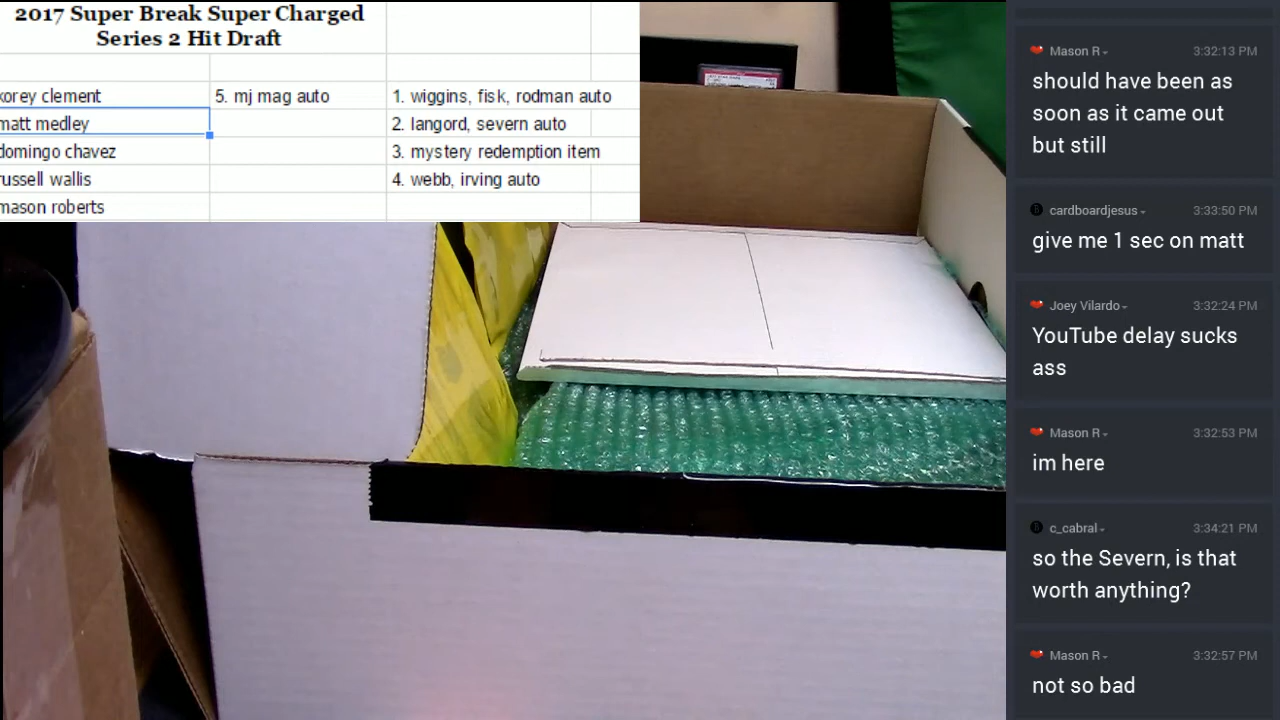 2017 Super Break Super Charged
Series 2 Hit Draft
korey clement
5. mj mag auto
1. wiggins, fisk, rodman auto
matt medley
2. langord, severn auto
domingo chavez
3. mystery redemption item
russell wallis
4. webb, irving auto
mason roberts
Mason R
3:32:13 PM
should have been as
soon as it came out
but still
cardboardjesus
3:33:50 PM
give me 1 sec on matt
Joey Vilardo
3:32:24 PM
YouTube delay sucks
ass
Mason R
3:32:53 PM
im here
c_cabral
3:34:21 PM
so the Severn, is that
worth anything?
Mason R
3:32:57 PM
not so bad